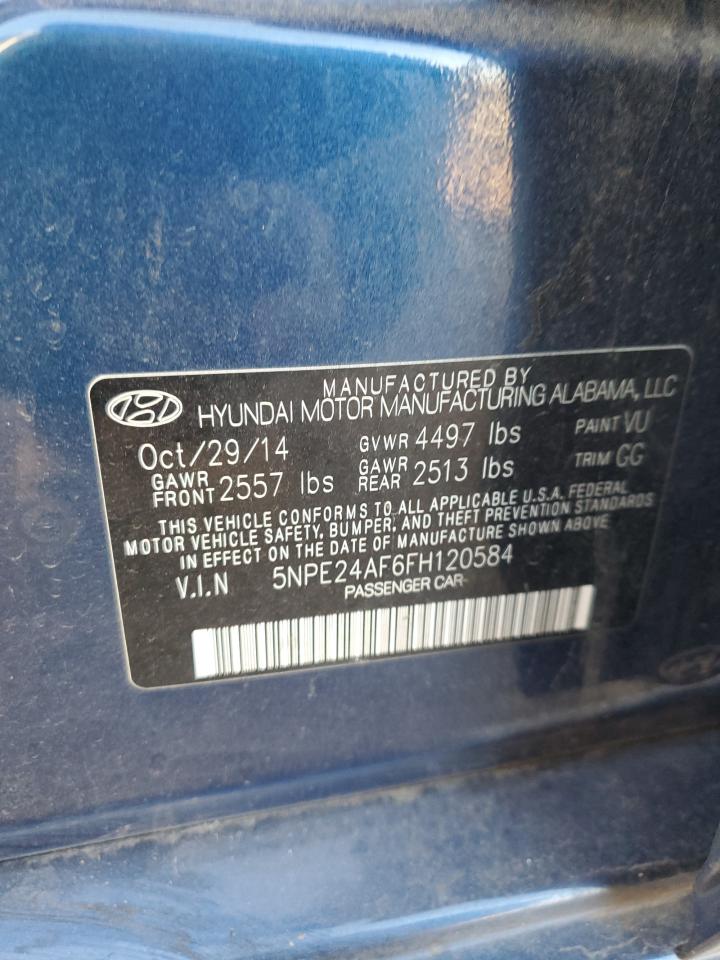 MANUFACTURED BY
HYUNDAI MOTOR MANUFACTURING ALABAMA, LLC
Oct/29/14 GVWR 4497 lbs PAINT VU
GAWR FRONT 2557 lbs GAWR REAR 2513 lbs TRIM GG
THIS VEHICLE CONFORMS TO ALL APPLICABLE U.S.A. FEDERAL
MOTOR VEHICLE SAFETY, BUMPER, AND THEFT PREVENTION STANDARDS
IN EFFECT ON THE DATE OF MANUFACTURE SHOWN ABOVE
V.I.N 5NPE24AF6FH120584
PASSENGER CAR